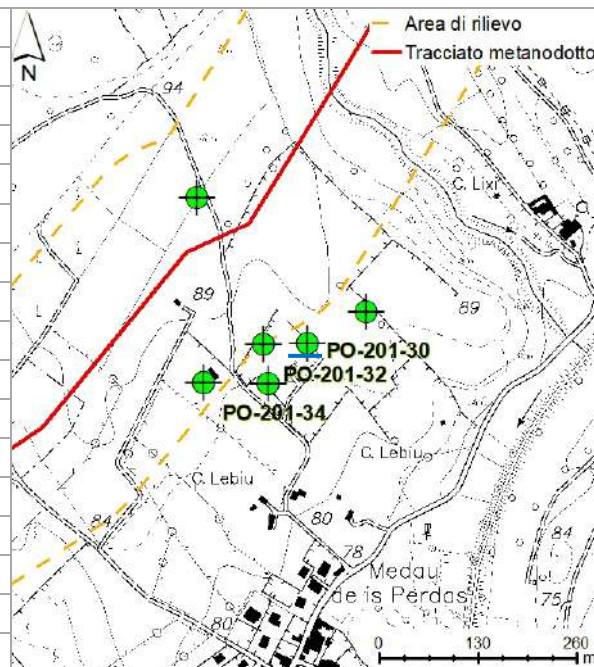 Area di rilievo
Tracciato metanodotto
N
94
C. Lixi
89
89
PO-201-30
PO-201-32
PO-201-34
C. Lebiu
C. Lebiu
84
80
78
84
Medau
de is Perdas
75
80
0 130 260
m